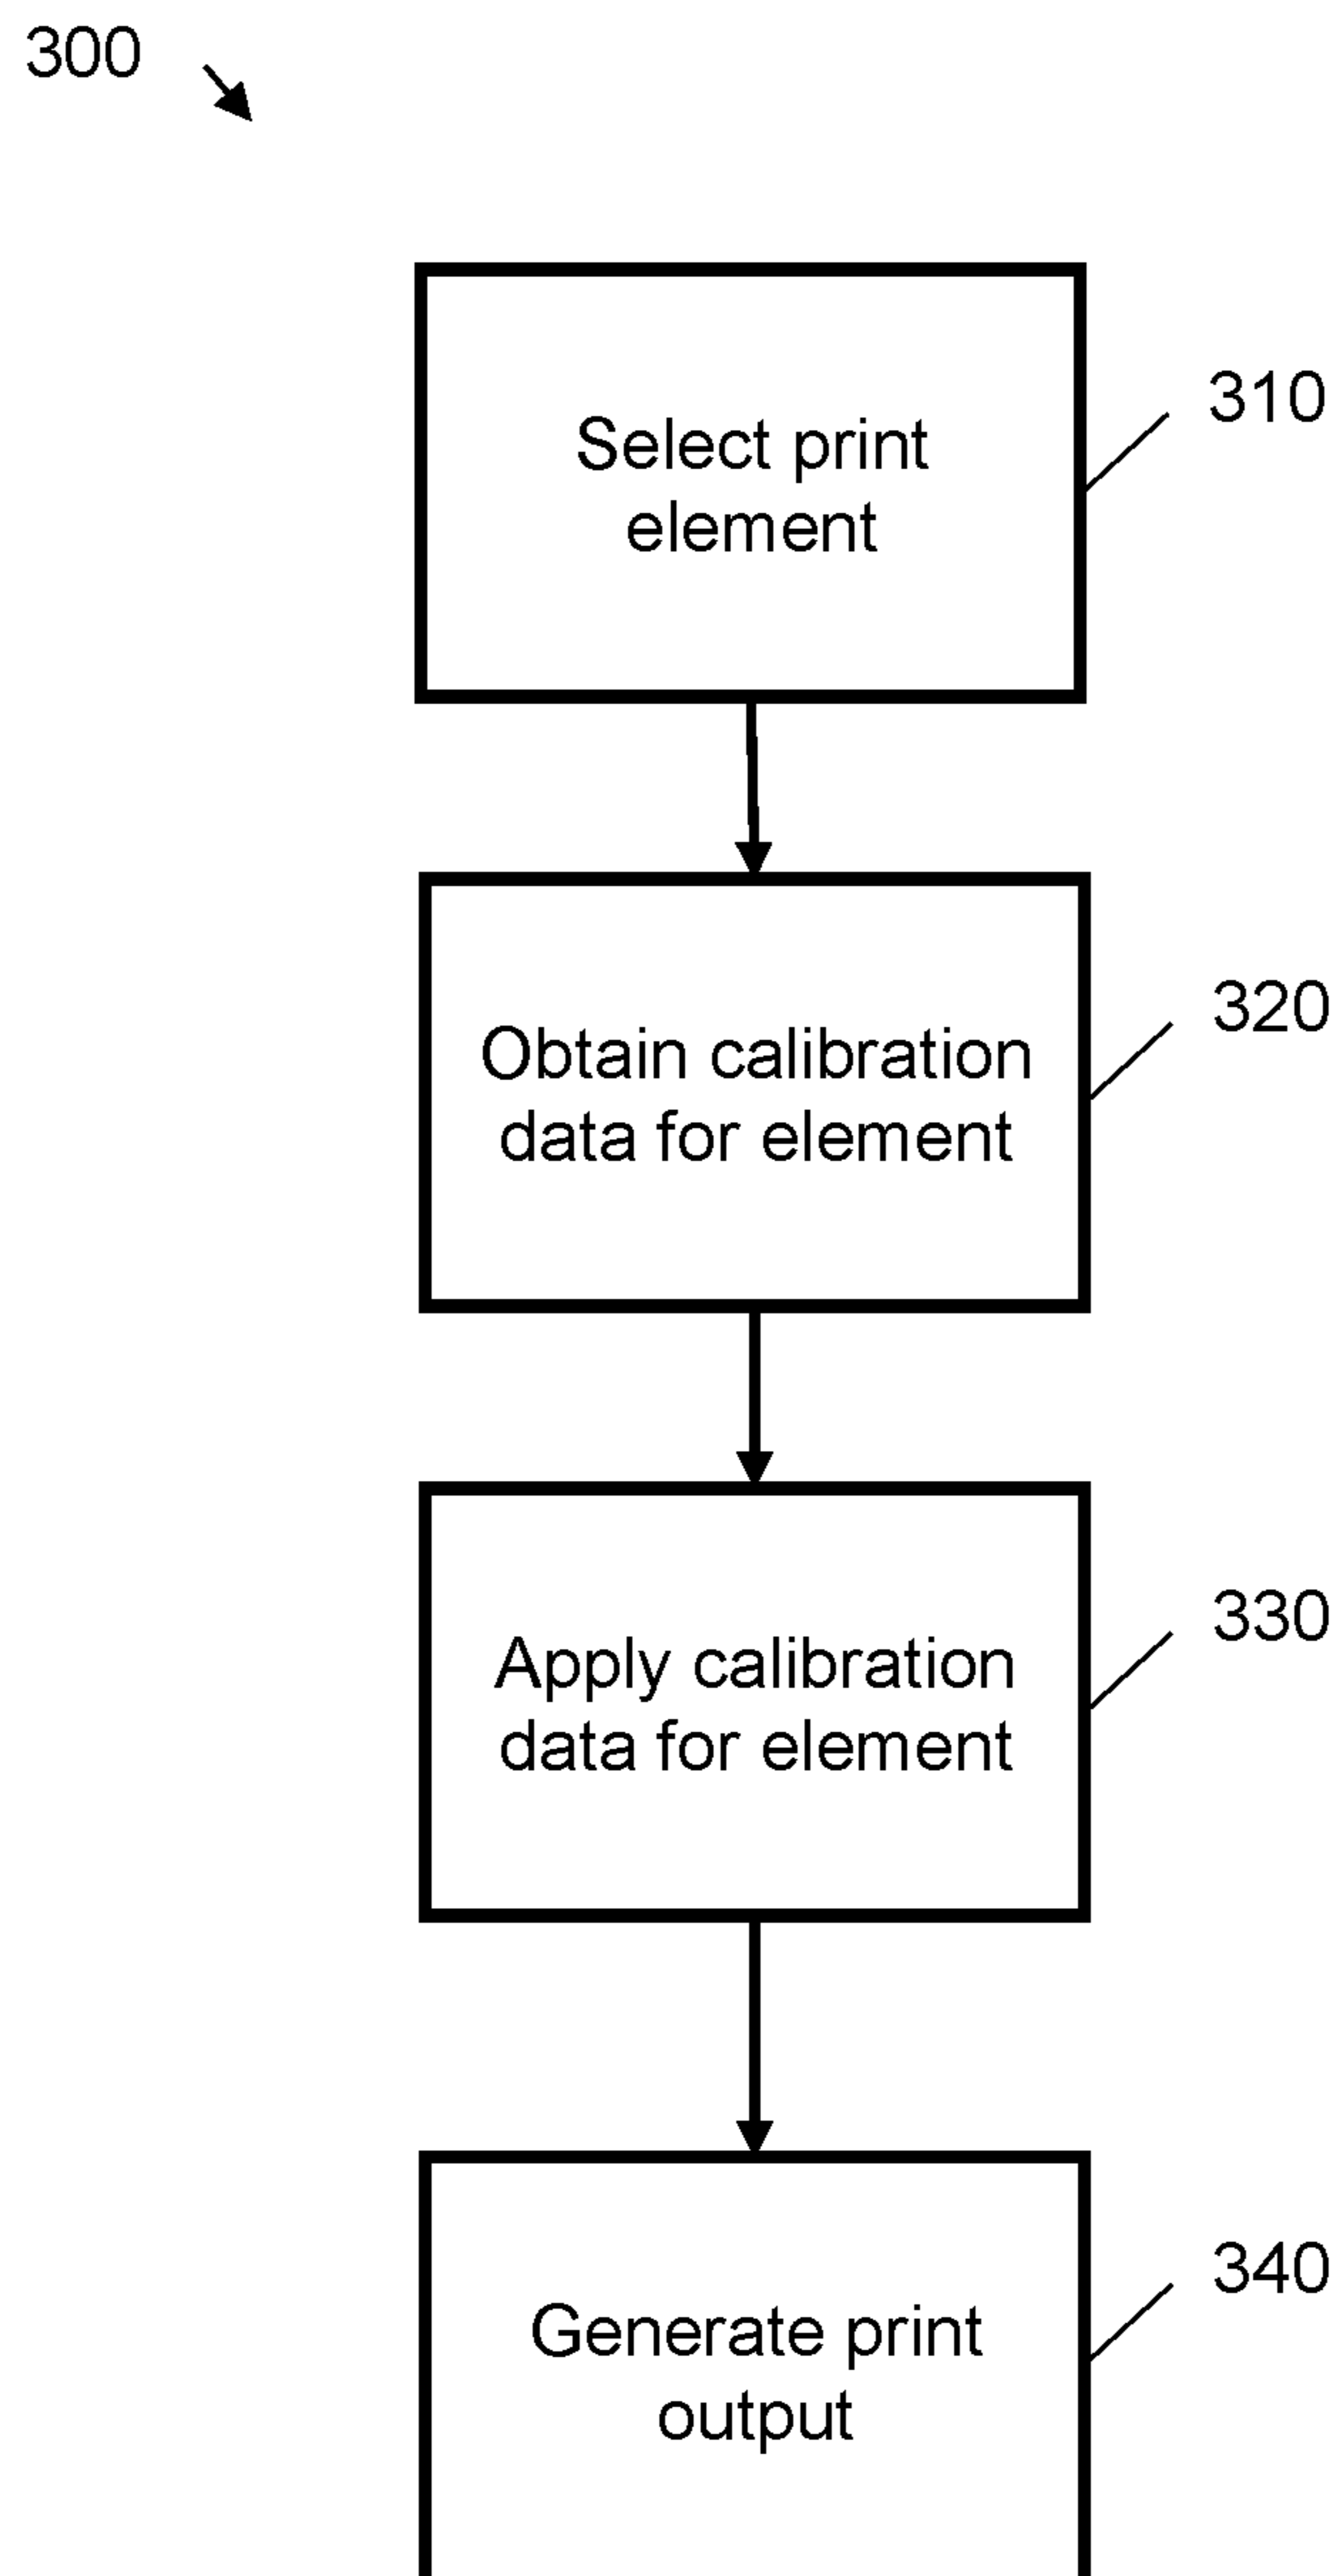 300
310
Select print
element
320
Obtain calibration
data for element
330
Apply calibration
data for element
340
Generate print
output